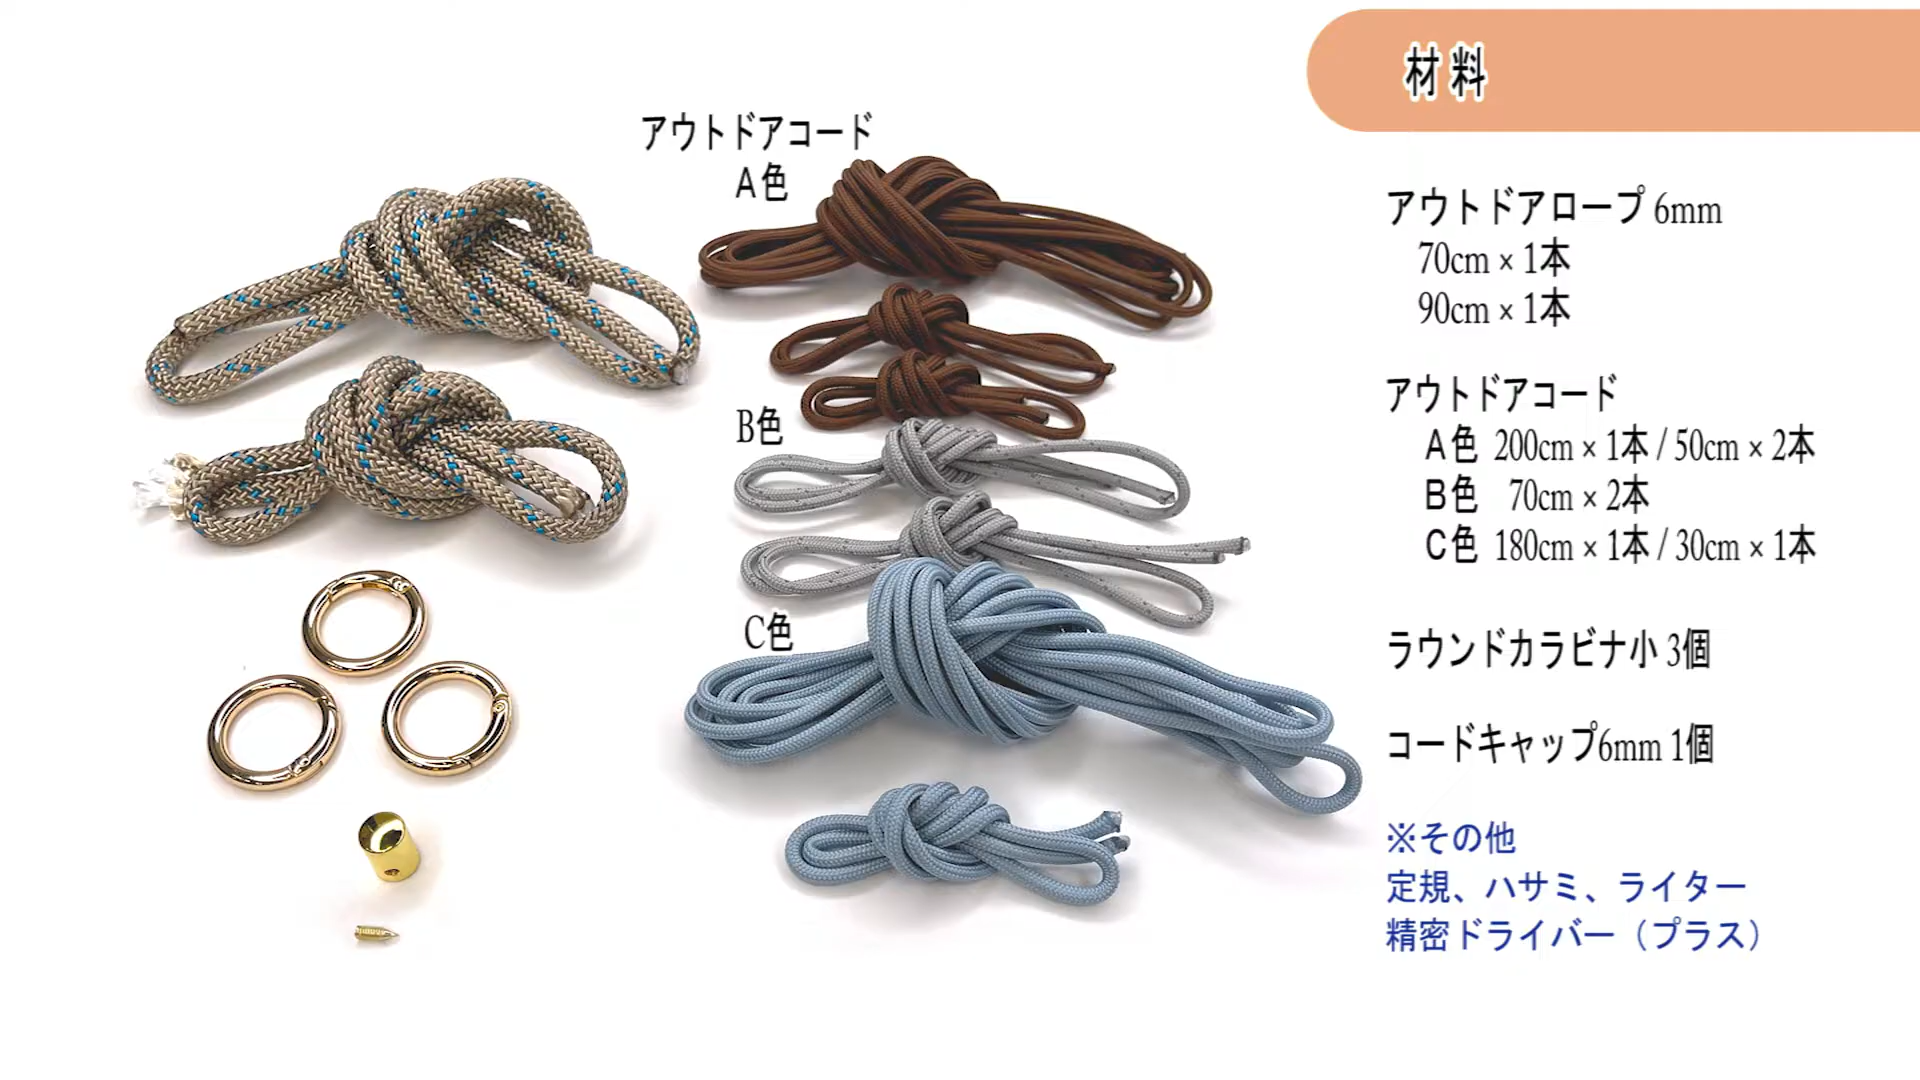 材料
アウトドアコード
A色
B色
C色
アウトドアロープ 6mm
70cm × 1本
90cm × 1本
アウトドアコード
A色 200cm × 1本 / 50cm × 2本
B色 70cm × 2本
C色 180cm × 1本 / 30cm × 1本
ラウンドカラビナ小 3個
コードキャップ6mm 1個
※その他
定規、ハサミ、ライター
精密ドライバー（プラス）